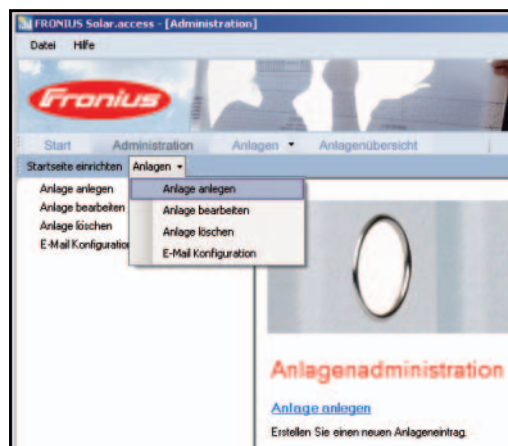 FRONIUS Solar.access - [Administration]
Datei Hilfe
Fronius
Start Administration Anlagen Anlagenübersicht
Startseite einrichten Anlagen
Anlage anlegen
Anlage bearbeiten
Anlage löschen
E-Mail Konfiguration
Anlage anlegen
Anlage bearbeiten
Anlage löschen
E-Mail Konfiguration
Anlagenadministration
Anlage anlegen
Erstellen Sie einen neuen Anlageneintrag.